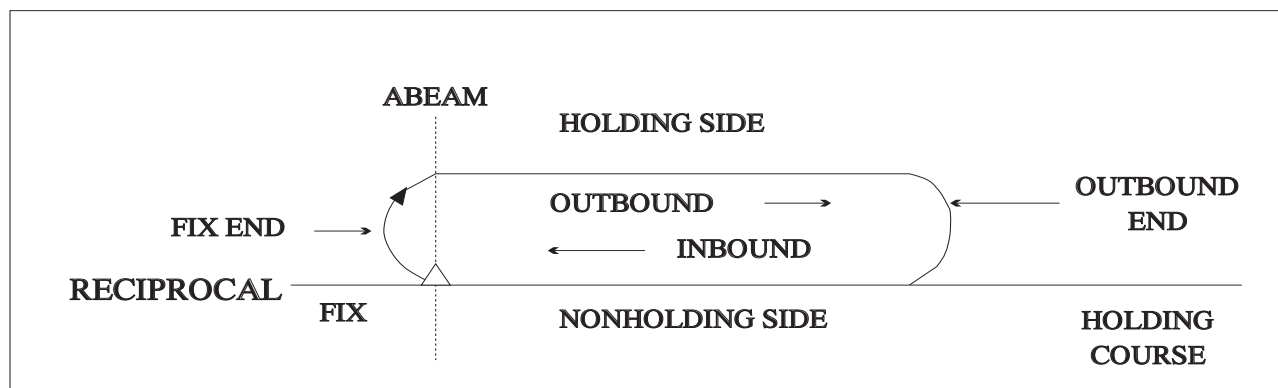 ABEAM
HOLDING SIDE
OUTBOUND
OUTBOUND
END
FIX END
INBOUND
RECIPROCAL
FIX
NONHOLDING SIDE
HOLDING
COURSE